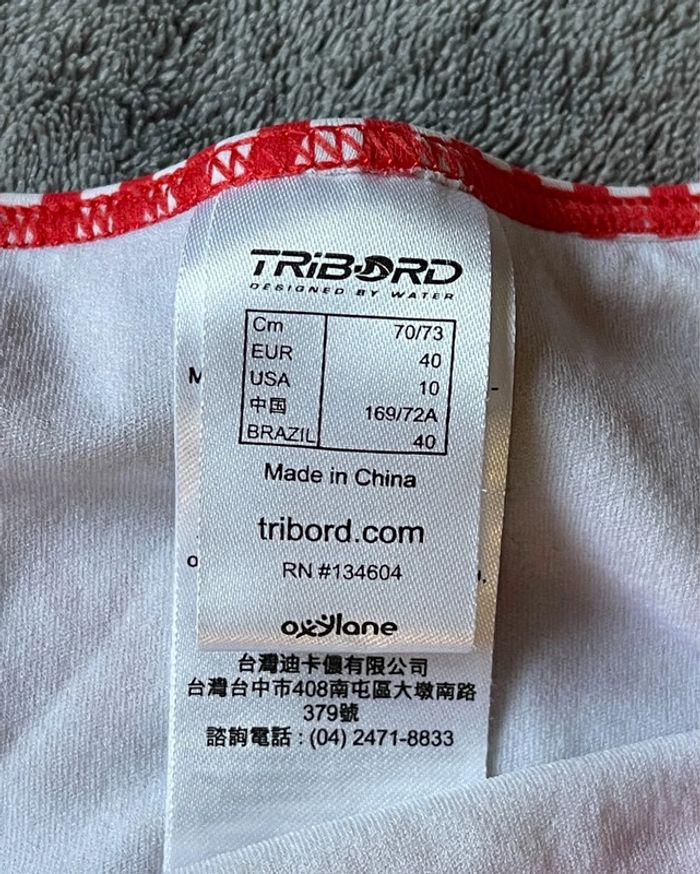 TRIBORD
DESIGNED BY WATER
Cm 70/73
EUR 40
USA 10
中国 169/72A
BRAZIL 40
Made in China
tribord.com
RN #134604
oxylane
台灣迪卡儂有限公司
台灣台中市408南屯區大墩南路
379號
諮詢電話 : (04) 2471-8833